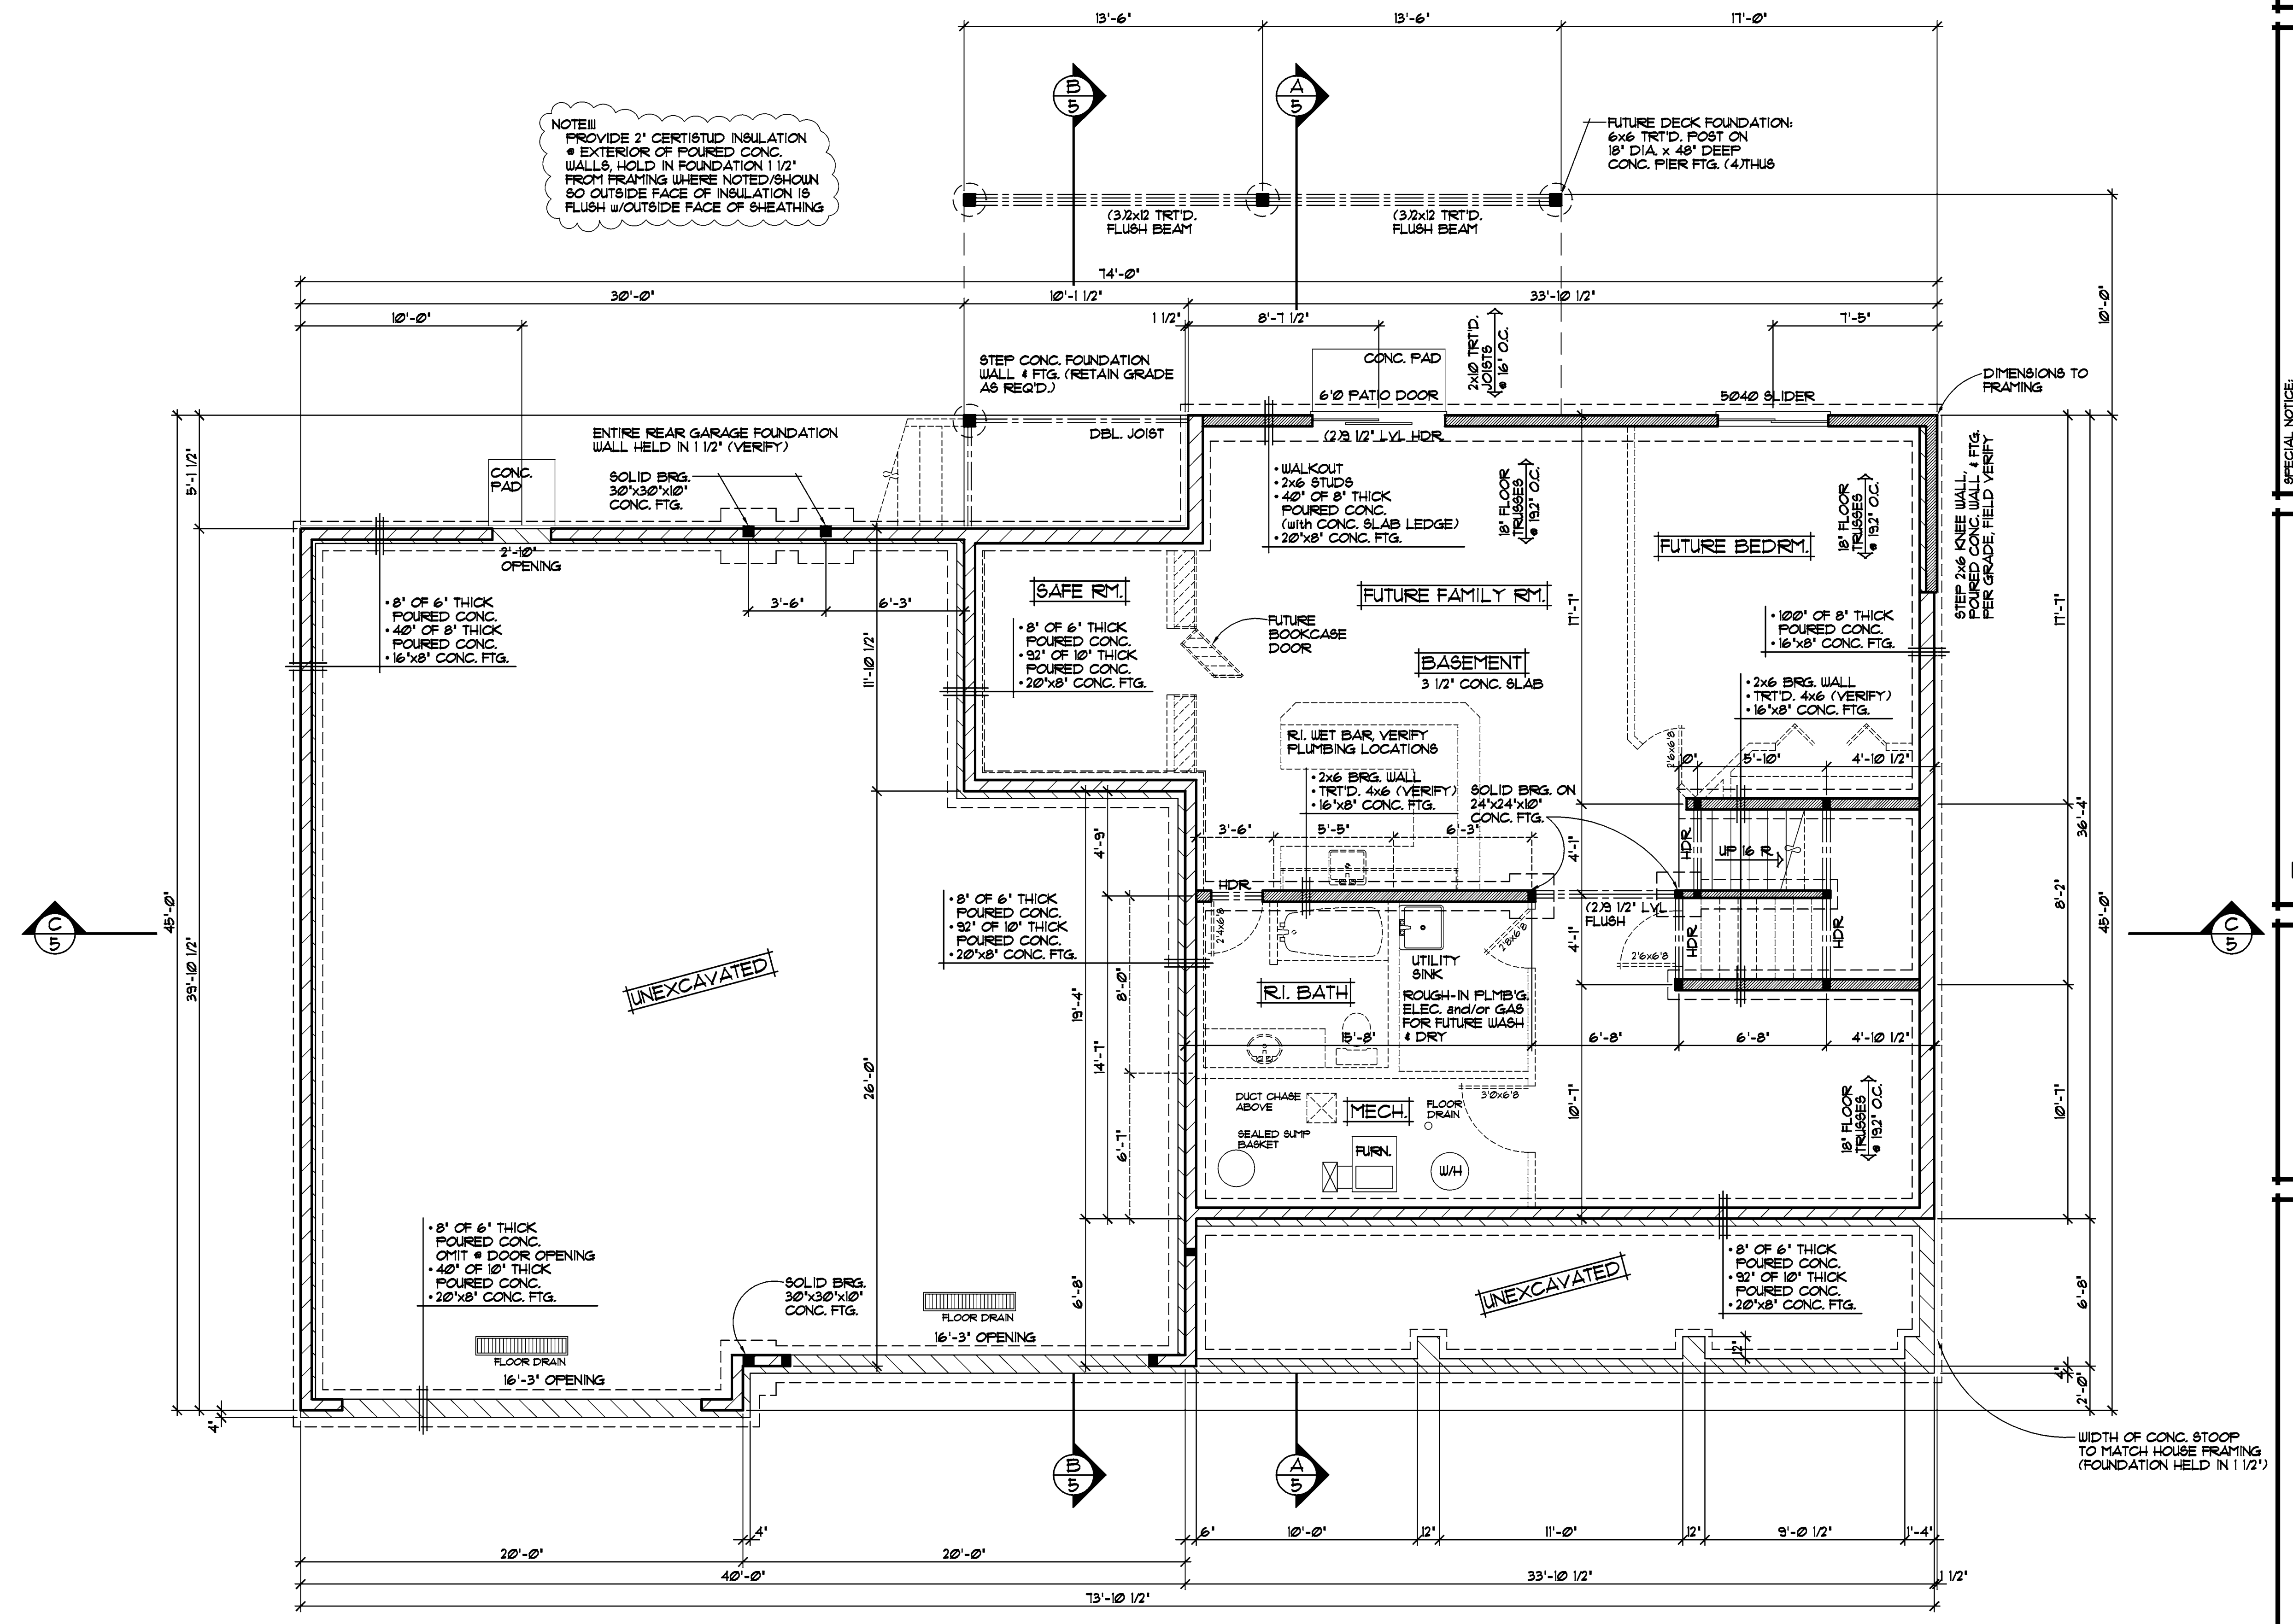 13'-6"
13'-6"
17'-0"
B
5
A
5
NOTE!!!
PROVIDE 2" CERTISTUD INSULATION
@ EXTERIOR OF POURED CONC.
WALLS, HOLD IN FOUNDATION 1 1/2"
FROM FRAMING WHERE NOTED/SHOWN
SO OUTSIDE FACE OF INSULATION IS
FLUSH w/OUTSIDE FACE OF SHEATHING
FUTURE DECK FOUNDATION:
6x6 TRT'D. POST ON
18" DIA. x 48" DEEP
CONC. PIER FTG. (4)THUS
(3)2x12 TRT'D.
FLUSH BEAM
(3)2x12 TRT'D.
FLUSH BEAM
74'-0"
30'-0"
10'-1 1/2"
33'-10 1/2"
10'-0"
1 1/2"
8'-7 1/2"
7'-5"
10'-0"
2x10 TRT'D.
JOISTS
@ 16" O.C.
STEP CONC. FOUNDATION
WALL & FTG. (RETAIN GRADE
AS REQ'D.)
CONC. PAD
6'0 PATIO DOOR
5040 SLIDER
DIMENSIONS TO
FRAMING
SPECIAL NOTICE:
ENTIRE REAR GARAGE FOUNDATION
WALL HELD IN 1 1/2" (VERIFY)
DBL. JOIST
(2)9 1/2" LVL HDR.
5'-1 1/2"
CONC.
PAD
SOLID BRG.
30"x30"x10"
CONC. FTG.
• WALKOUT
• 2x6 STUDS
• 40" OF 8" THICK
POURED CONC.
(with CONC. SLAB LEDGE)
• 20"x8" CONC. FTG.
18" FLOOR
TRUSSES
@ 19.2" O.C.
18" FLOOR
TRUSSES
@ 19.2" O.C.
STEP 2x6 KNEE WALL,
POURED CONC. WALL & FTG.
PER GRADE, FIELD VERIFY
2'-10"
OPENING
FUTURE BEDRM.
• 8" OF 6" THICK
POURED CONC.
• 40" OF 8" THICK
POURED CONC.
• 16"x8" CONC. FTG.
3'-6"
6'-3"
SAFE RM.
FUTURE FAMILY RM.
17'-7"
17'-7"
• 8" OF 6" THICK
POURED CONC.
• 92" OF 10" THICK
POURED CONC.
• 20"x8" CONC. FTG.
FUTURE
BOOKCASE
DOOR
• 100" OF 8" THICK
POURED CONC.
• 16"x8" CONC. FTG.
11'-10 1/2"
BASEMENT
3 1/2" CONC. SLAB
• 2x6 BRG. WALL
• TRT'D. 4x6 (VERIFY)
• 16"x8" CONC. FTG.
R.I. WET BAR, VERIFY
PLUMBING LOCATIONS
2'6x6'8
10"
5'-10"
4'-10 1/2"
• 2x6 BRG. WALL
• TRT'D. 4x6 (VERIFY)
• 16"x8" CONC. FTG.
SOLID BRG. ON
24"x24"x10"
CONC. FTG.
36'-4"
3'-6"
5'-5"
6'-3"
4'-9"
4'-1"
HDR
UP 16 R.
45'-0"
39'-10 1/2"
C
5
• 8" OF 6" THICK
POURED CONC.
• 92" OF 10" THICK
POURED CONC.
• 20"x8" CONC. FTG.
HDR
2'4x6'8
2'8x6'8
(2)9 1/2" LVL
FLUSH
4'-1"
HDR
HDR
2'6x6'8
8'-2"
45'-0"
C
5
UNEXCAVATED
UTILITY
SINK
R.I. BATH
ROUGH-IN PLMB'G.
ELEC. and/or GAS
FOR FUTURE WASH
& DRY
8'-0"
19'-4"
14'-7"
15'-8"
6'-8"
6'-8"
4'-10 1/2"
26'-0"
DUCT CHASE
ABOVE
MECH.
FLOOR
DRAIN
3'0x6'8
10'-7"
18" FLOOR
TRUSSES
@ 19.2" O.C.
10'-7"
6'-7"
SEALED SUMP
BASKET
FURN.
W/H
• 8" OF 6" THICK
POURED CONC.
OMIT @ DOOR OPENING
• 40" OF 10" THICK
POURED CONC.
• 20"x8" CONC. FTG.
SOLID BRG.
30"x30"x10"
CONC. FTG.
6'-8"
UNEXCAVATED
• 8" OF 6" THICK
POURED CONC.
• 92" OF 10" THICK
POURED CONC.
• 20"x8" CONC. FTG.
6'-8"
FLOOR DRAIN
16'-3" OPENING
FLOOR DRAIN
16'-3" OPENING
12"
4"
2'-0"
4"
WIDTH OF CONC. STOOP
TO MATCH HOUSE FRAMING
(FOUNDATION HELD IN 1 1/2")
B
5
A
5
4"
6"
10'-0"
12"
11'-0"
12"
9'-0 1/2"
1'-4"
20'-0"
20'-0"
40'-0"
33'-10 1/2"
1 1/2"
73'-10 1/2"